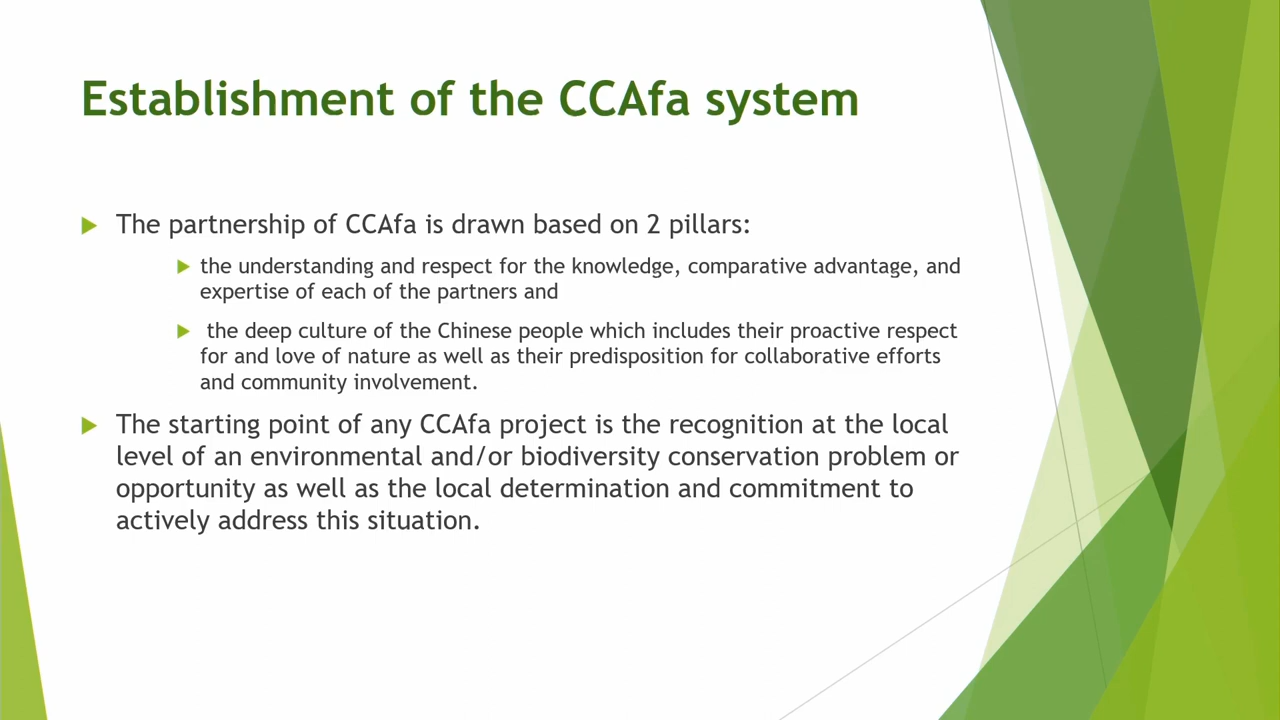 Establishment of the CCAfa system
The partnership of CCAfa is drawn based on 2 pillars:
the understanding and respect for the knowledge, comparative advantage, and
expertise of each of the partners and
the deep culture of the Chinese people which includes their proactive respect
for and love of nature as well as their predisposition for collaborative efforts
and community involvement.
The starting point of any CCAfa project is the recognition at the local
level of an environmental and/or biodiversity conservation problem or
opportunity as well as the local determination and commitment to
actively address this situation.